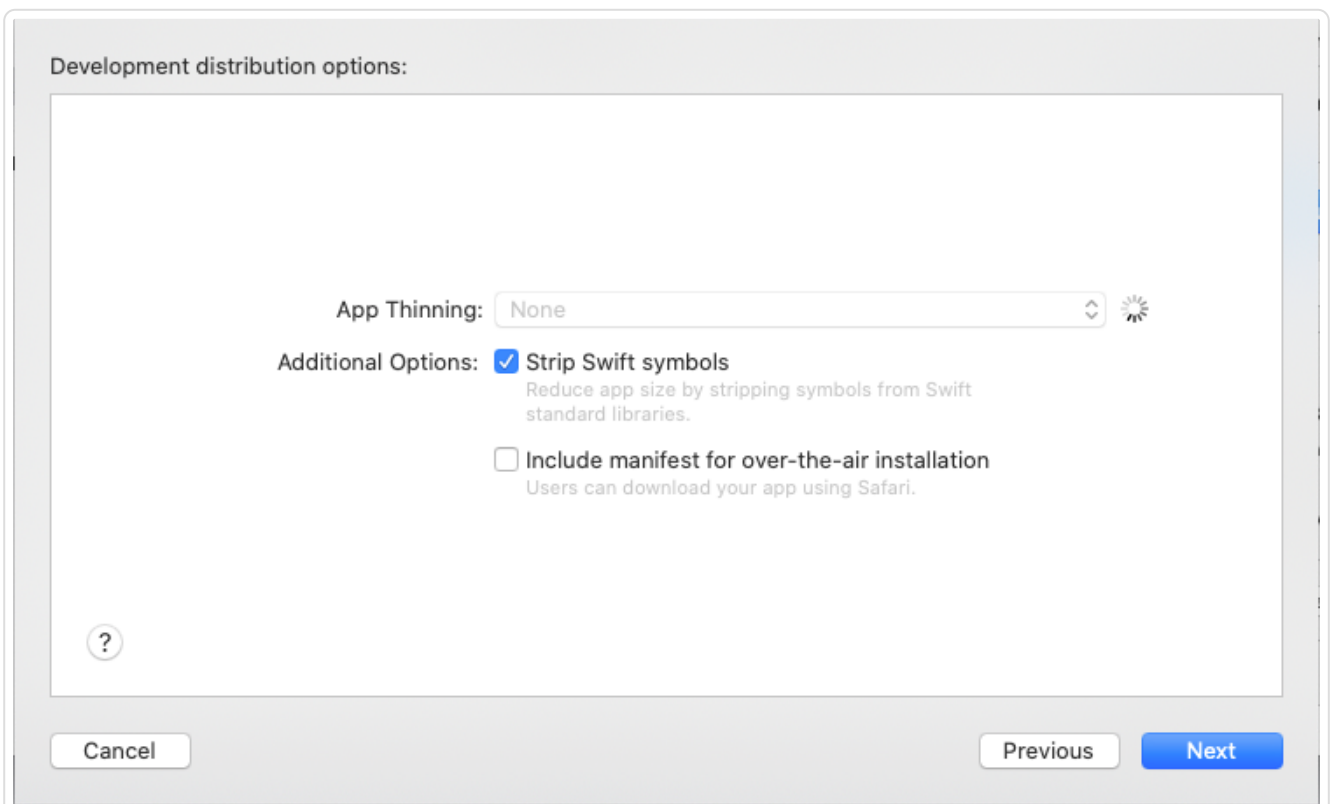 Development distribution options:
App Thinning: None
Additional Options: Strip Swift symbols
Reduce app size by stripping symbols from Swift
standard libraries.
Include manifest for over-the-air installation
Users can download your app using Safari.
?
Cancel Previous Next